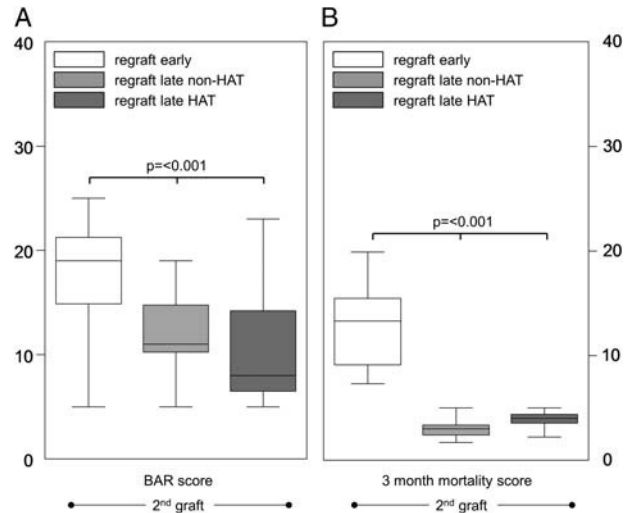 A
B
40
regraft early
regraft late non-HAT
regraft late HAT
30
p=<0.001
20
10
0
BAR score
2nd graft
40
regraft early
regraft late non-HAT
regraft late HAT
30
p=<0.001
20
10
0
3 month mortality score
2nd graft